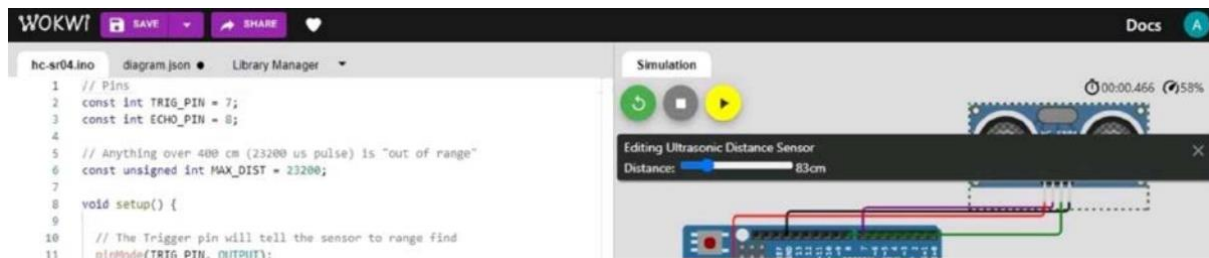 WOKWI SAVE SHARE Docs A
hc-sr04.ino diagram.json Library Manager
1 // Pins
2 const int TRIG_PIN = 7;
3 const int ECHO_PIN = 8;
4
5 // Anything over 400 cm (23200 us pulse) is "out of range"
6 const unsigned int MAX_DIST = 23200;
7
8 void setup() {
9
10 // The Trigger pin will tell the sensor to range find
11 pinMode(TRIG_PIN, OUTPUT);
Simulation
00:00.466 58%
Editing Ultrasonic Distance Sensor
Distance: 83cm